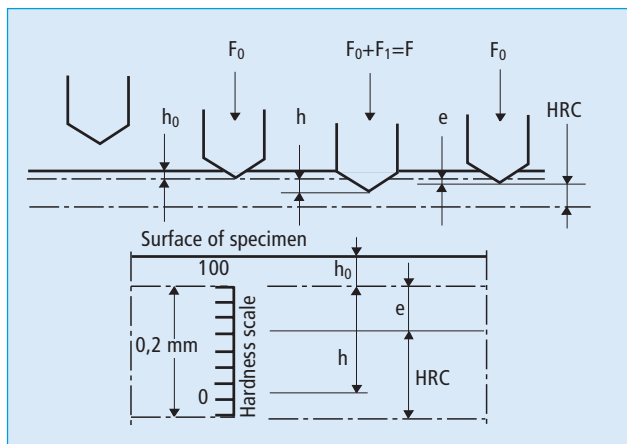 F₀ F₀+F₁=F F₀
h₀ h e HRC
Surface of specimen
100 h₀
e
0,2 mm Hardness scale
h
HRC
0